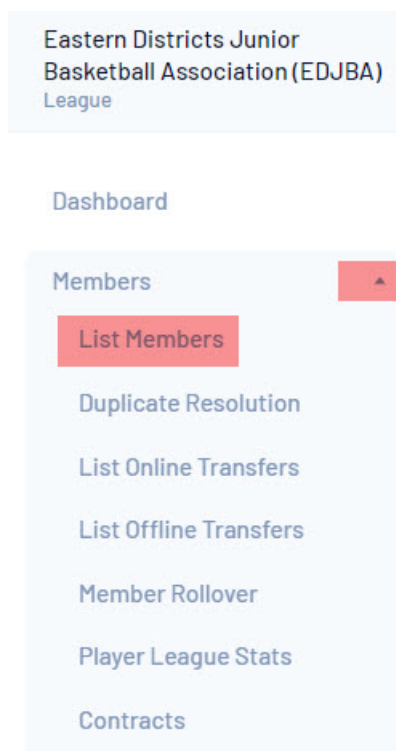 Eastern Districts Junior
Basketball Association (EDJBA)
League
Dashboard
Members
List Members
Duplicate Resolution
List Online Transfers
List Offline Transfers
Member Rollover
Player League Stats
Contracts